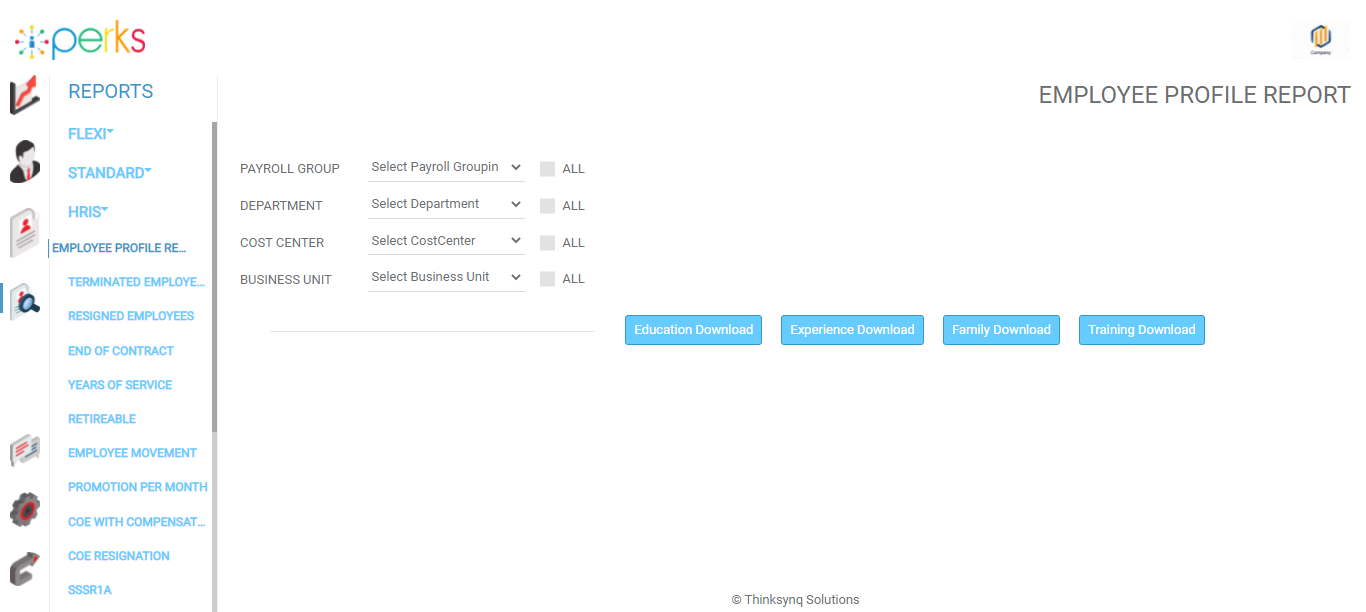 perks
Company
REPORTS
EMPLOYEE PROFILE REPORT
FLEXI
STANDARD
HRIS
EMPLOYEE PROFILE RE...
TERMINATED EMPLOYE...
RESIGNED EMPLOYEES
END OF CONTRACT
YEARS OF SERVICE
RETIREABLE
EMPLOYEE MOVEMENT
PROMOTION PER MONTH
COE WITH COMPENSAT...
COE RESIGNATION
SSSR1A
PAYROLL GROUP Select Payroll Groupin ALL
DEPARTMENT Select Department ALL
COST CENTER Select CostCenter ALL
BUSINESS UNIT Select Business Unit ALL
Education Download Experience Download Family Download Training Download
© Thinksynq Solutions